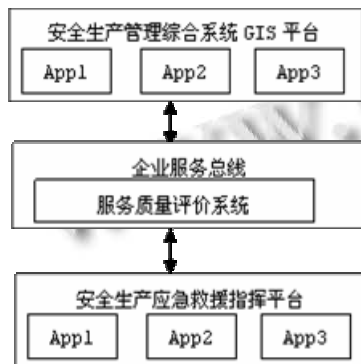 安全生产管理综合系统 GIS 平台
App1 App2 App3
企业服务总线
服务质量评价系统
安全生产应急救援指挥平台
App1 App2 App3